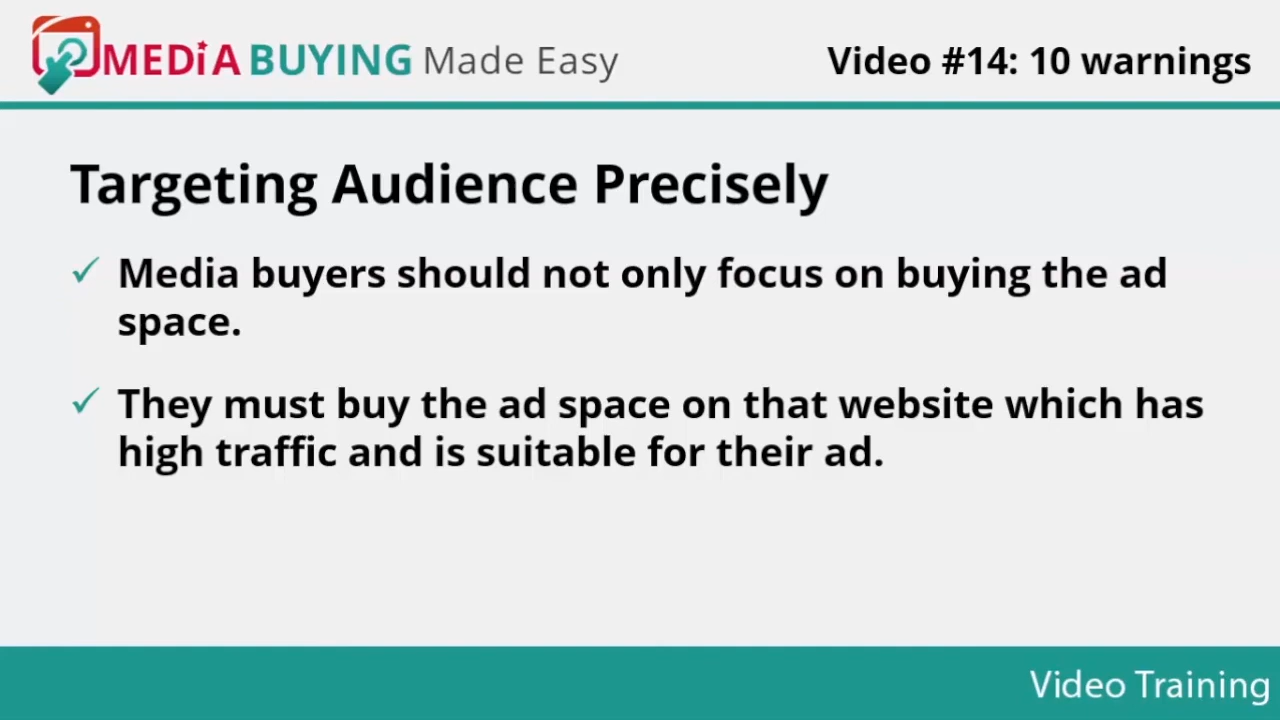 MEDiA BUYING Made Easy
Video #14: 10 warnings
Targeting Audience Precisely
✓ Media buyers should not only focus on buying the ad
space.
✓ They must buy the ad space on that website which has
high traffic and is suitable for their ad.
Video Training